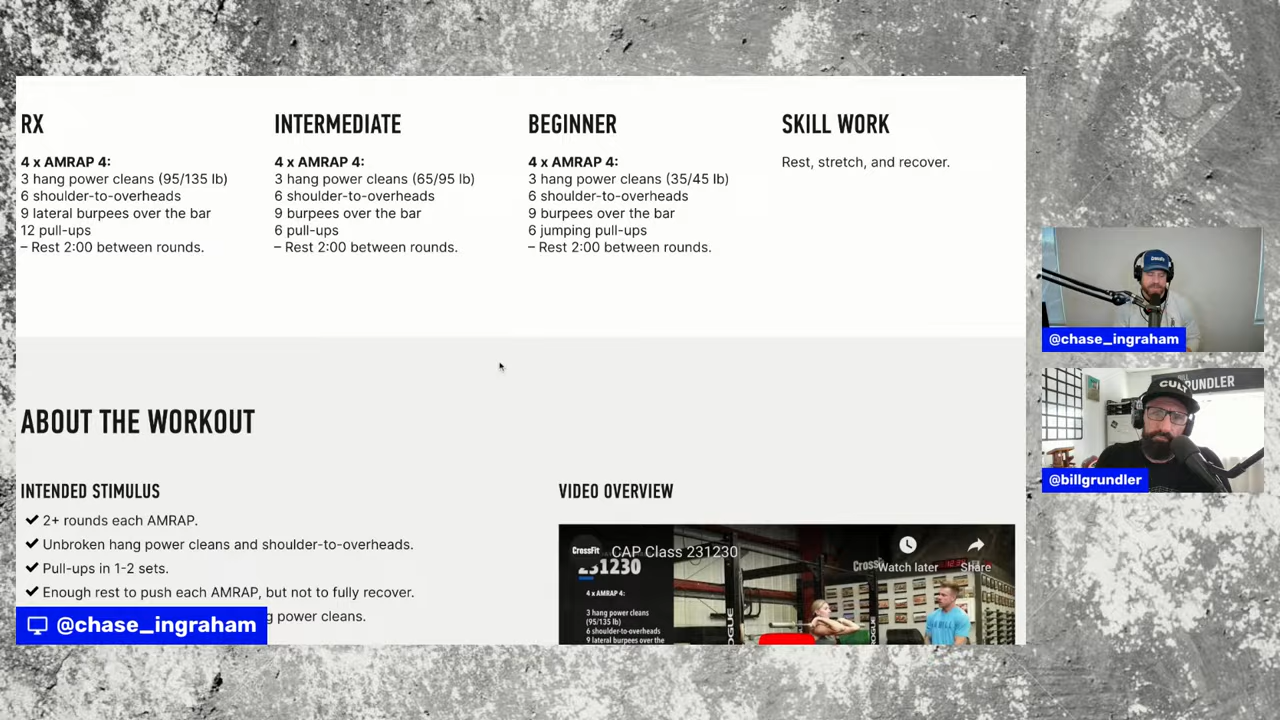 RX
4 x AMRAP 4:
3 hang power cleans (95/135 lb)
6 shoulder-to-overheads
9 lateral burpees over the bar
12 pull-ups
– Rest 2:00 between rounds.
INTERMEDIATE
4 x AMRAP 4:
3 hang power cleans (65/95 lb)
6 shoulder-to-overheads
9 burpees over the bar
6 pull-ups
– Rest 2:00 between rounds.
BEGINNER
4 x AMRAP 4:
3 hang power cleans (35/45 lb)
6 shoulder-to-overheads
9 burpees over the bar
6 jumping pull-ups
– Rest 2:00 between rounds.
SKILL WORK
Rest, stretch, and recover.
ABOUT THE WORKOUT
INTENDED STIMULUS
2+ rounds each AMRAP.
Unbroken hang power cleans and shoulder-to-overheads.
Pull-ups in 1-2 sets.
Enough rest to push each AMRAP, but not to fully recover.
power cleans.
@chase_ingraham
VIDEO OVERVIEW
CrossFit
CAP Class 231230
Watch later
Share
231230
4 x AMRAP 4:
3 hang power cleans
(95/135 lb)
6 shoulder-to-overheads
9 lateral burpees over the
ROGUE
@chase_ingraham
BILL
GRUNDLER
@billgrundler